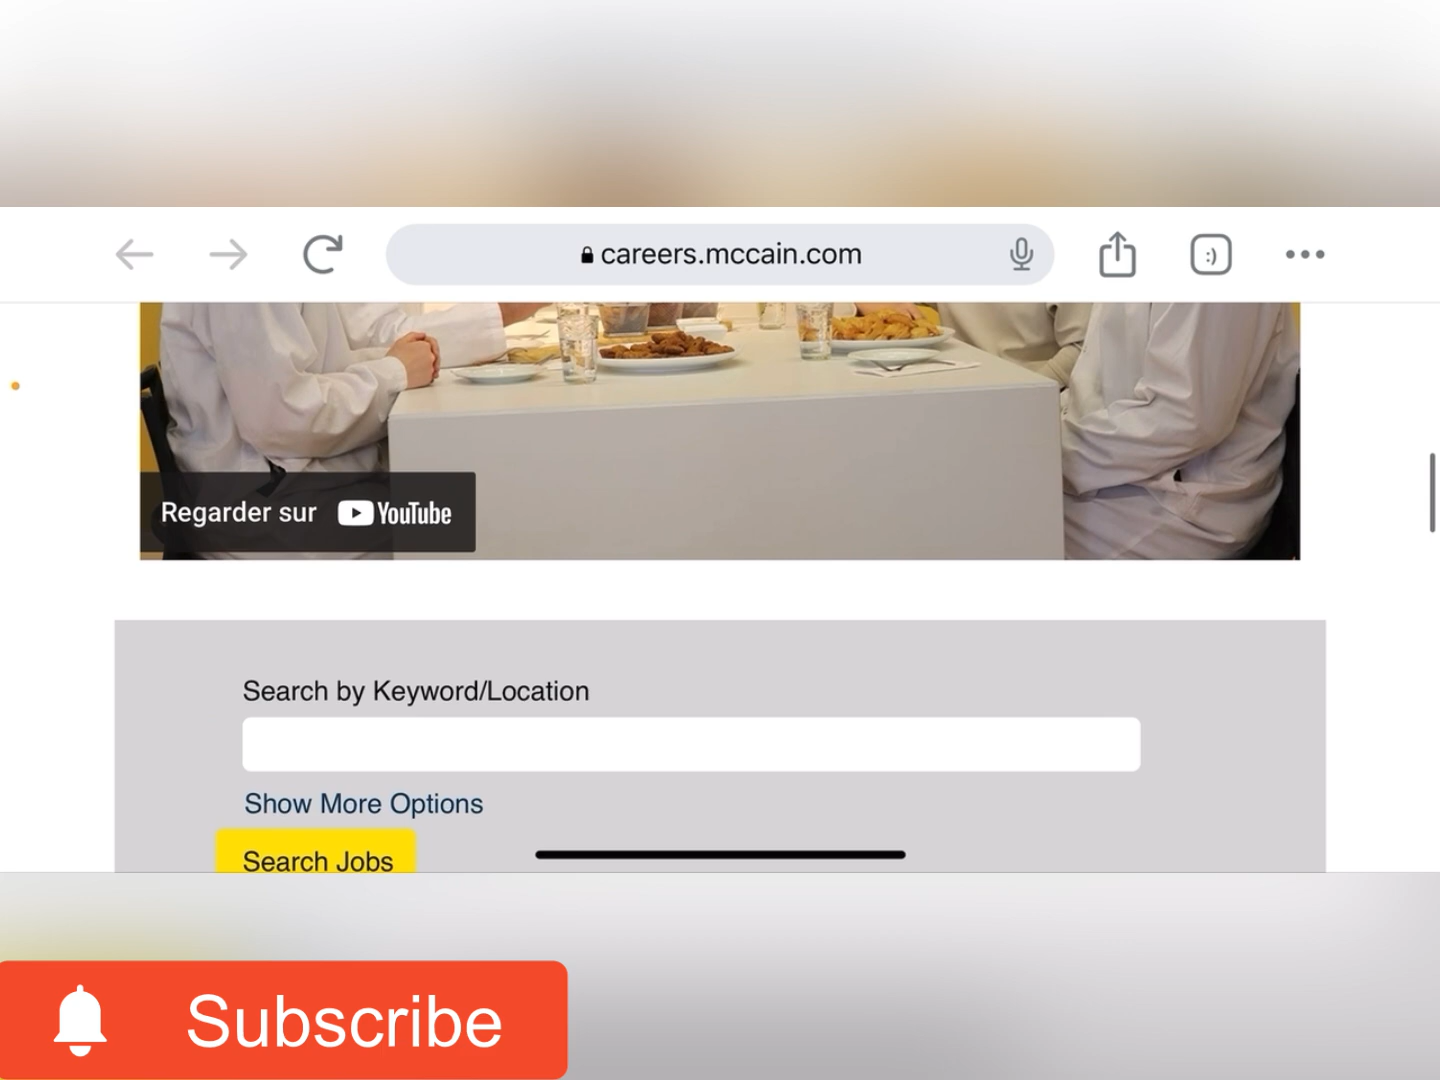 careers.mccain.com
:)
Regarder sur YouTube
Search by Keyword/Location
Show More Options
Search Jobs
Subscribe